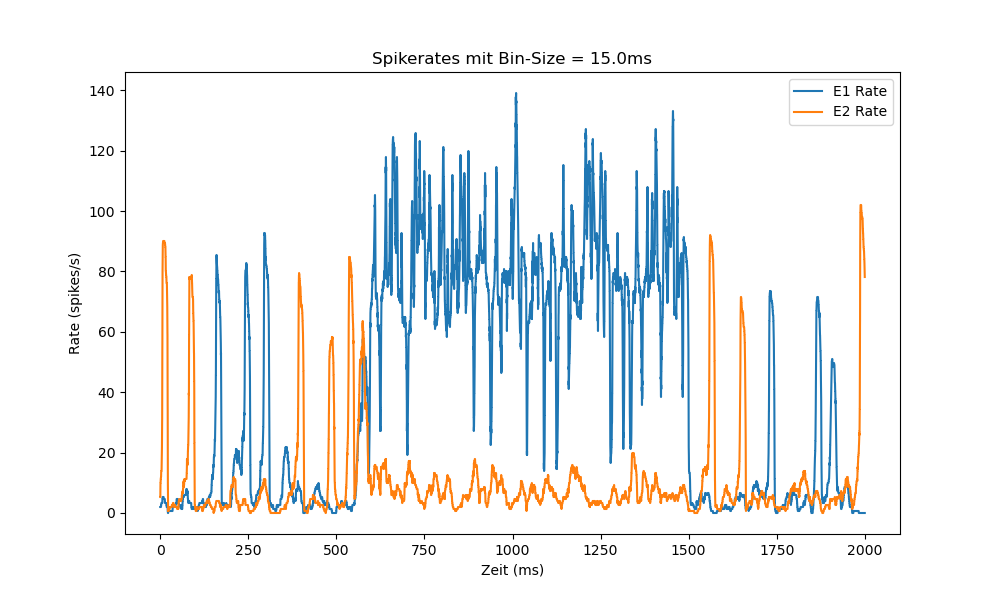 Spikerates mit Bin-Size = 15.0ms
E1 Rate
E2 Rate
Rate (spikes/s)
140
120
100
80
60
40
20
0
0 250 500 750 1000 1250 1500 1750 2000
Zeit (ms)